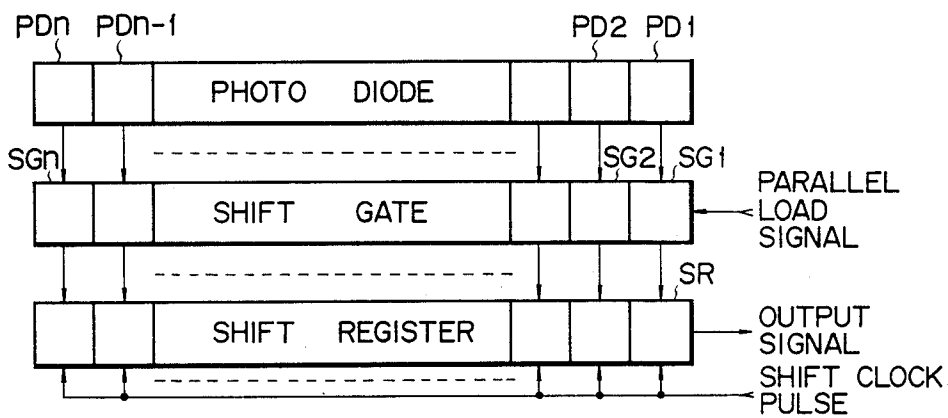 PDn PDn-1 PD2 PD1
PHOTO DIODE
SGn SG2 SG1
SHIFT GATE
PARALLEL
LOAD
SIGNAL
SR
SHIFT REGISTER
OUTPUT
SIGNAL
SHIFT CLOCK
PULSE